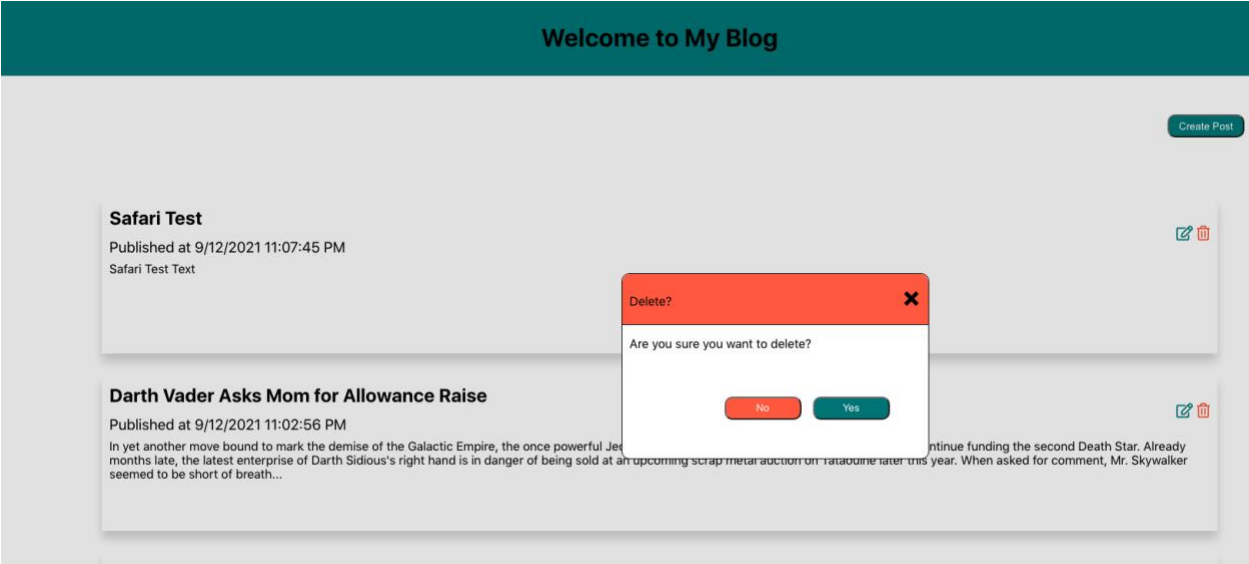 Welcome to My Blog
Create Post
Safari Test
Published at 9/12/2021 11:07:45 PM
Safari Test Text
Delete?
Are you sure you want to delete?
No
Yes
Darth Vader Asks Mom for Allowance Raise
Published at 9/12/2021 11:02:56 PM
In yet another move bound to mark the demise of the Galactic Empire, the once powerful ntinue funding the second Death Star. Already
months late, the latest enterprise of Darth Sidious's right hand is in danger of being sold at an upcoming scrap metal auction on Tataouine later this year. When asked for comment, Mr. Skywalker
seemed to be short of breath...